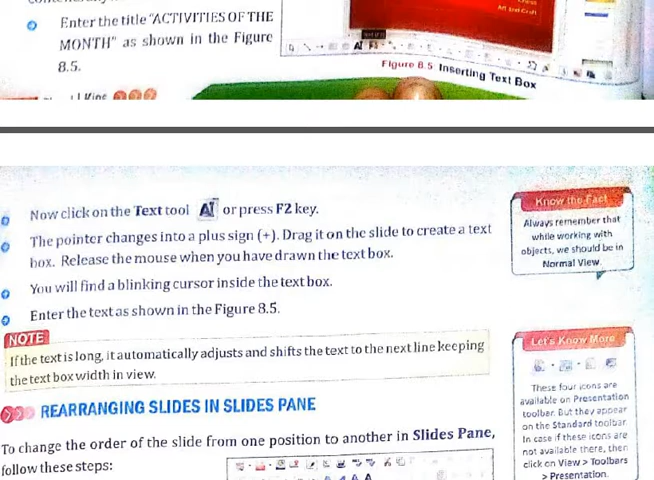 Enter the title "ACTIVITIES OF THE
MONTH" as shown in the Figure
8.5.
Figure 8.5 Inserting Text Box
Now click on the Text tool AI or press F2 key.
The pointer changes into a plus sign (+). Drag it on the slide to create a text
box. Release the mouse when you have drawn the text box.
You will find a blinking cursor inside the text box.
Enter the text as shown in the Figure 8.5.
NOTE
If the text is long, it automatically adjusts and shifts the text to the next line keeping
the text box width in view.
REARRANGING SLIDES IN SLIDES PANE
To change the order of the slide from one position to another in Slides Pane,
follow these steps:
Know the Fact
Always remember that
while working with
objects, we should be in
Normal View.
Let's Know More
These four icons are
available on Presentation
toolbar. But they appear
on the Standard toolbar.
In case if these icons are
not available there, then
click on View > Toolbars
> Presentation.